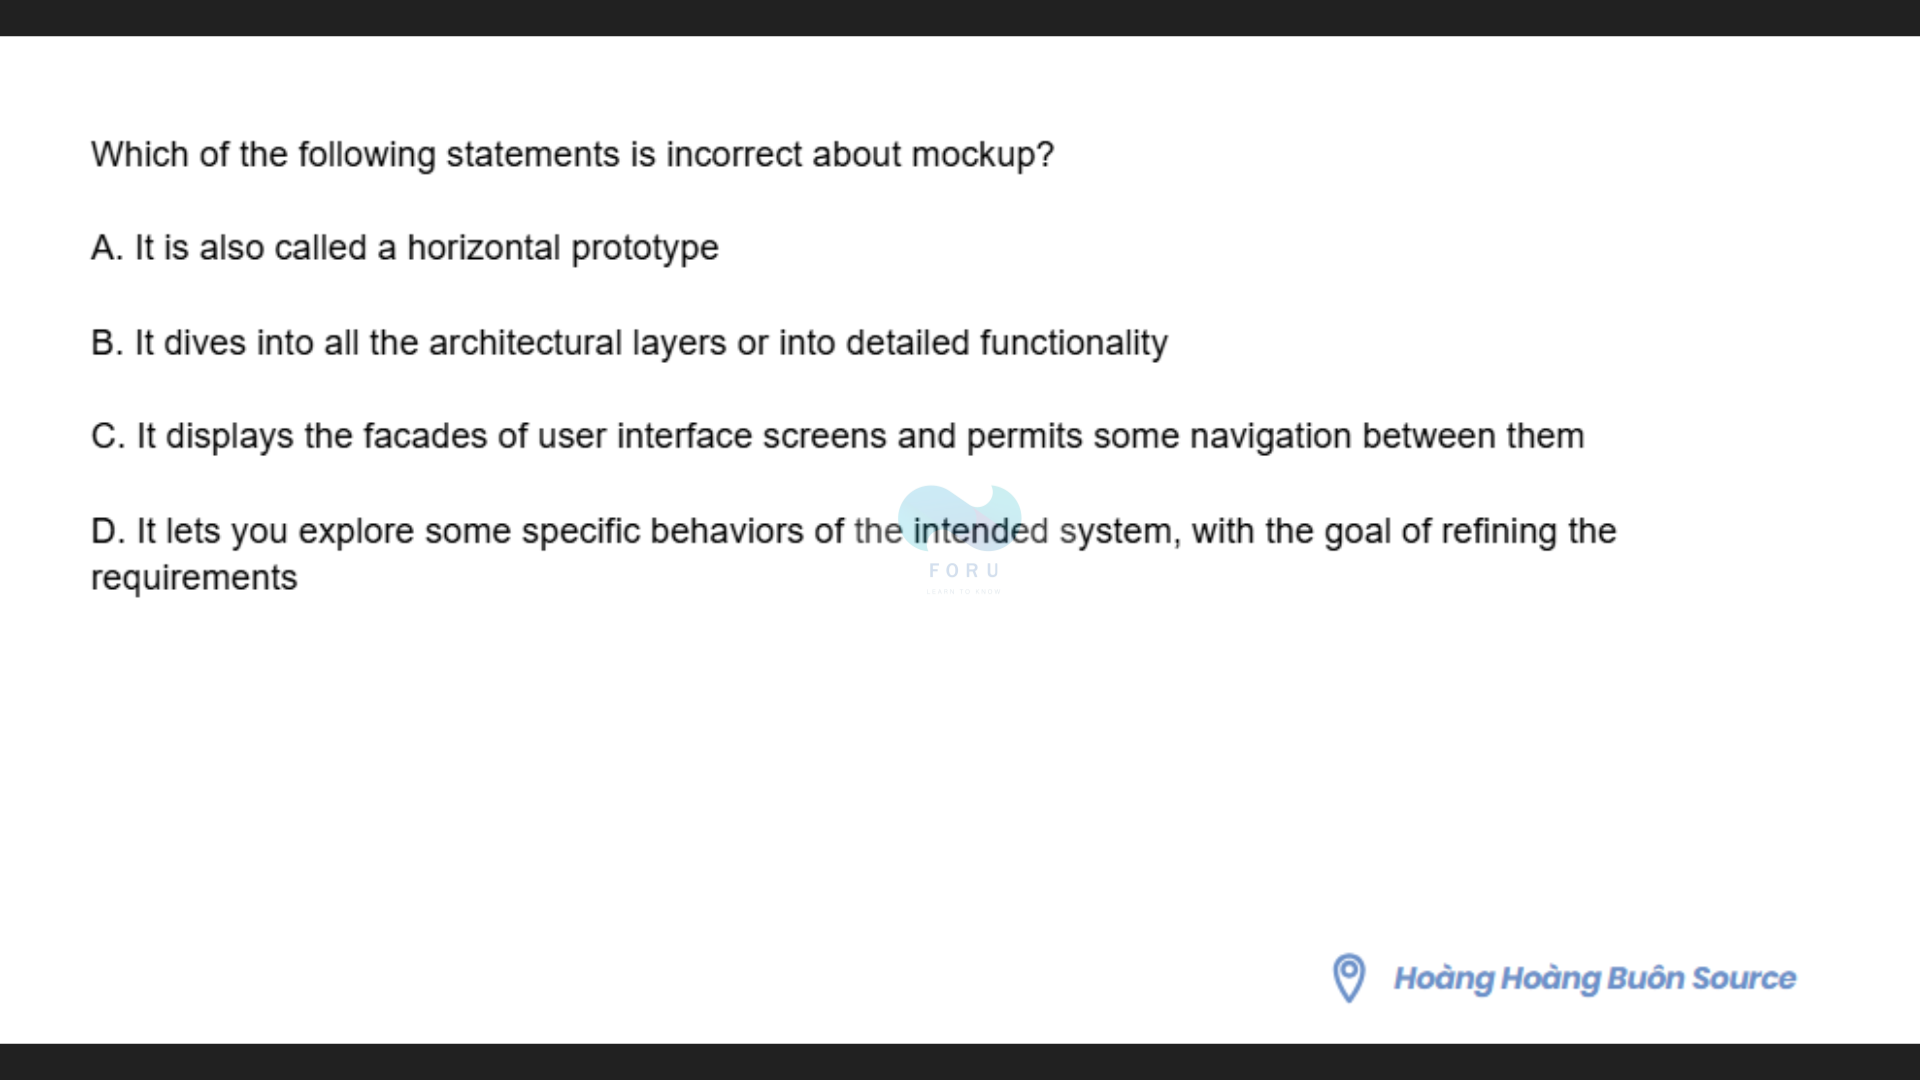 Which of the following statements is incorrect about mockup?
A. It is also called a horizontal prototype
B. It dives into all the architectural layers or into detailed functionality
C. It displays the facades of user interface screens and permits some navigation between them
D. It lets you explore some specific behaviors of the intended system, with the goal of refining the
requirements
FORU
LEARN TO KNOW
Hoàng Hoàng Buôn Source